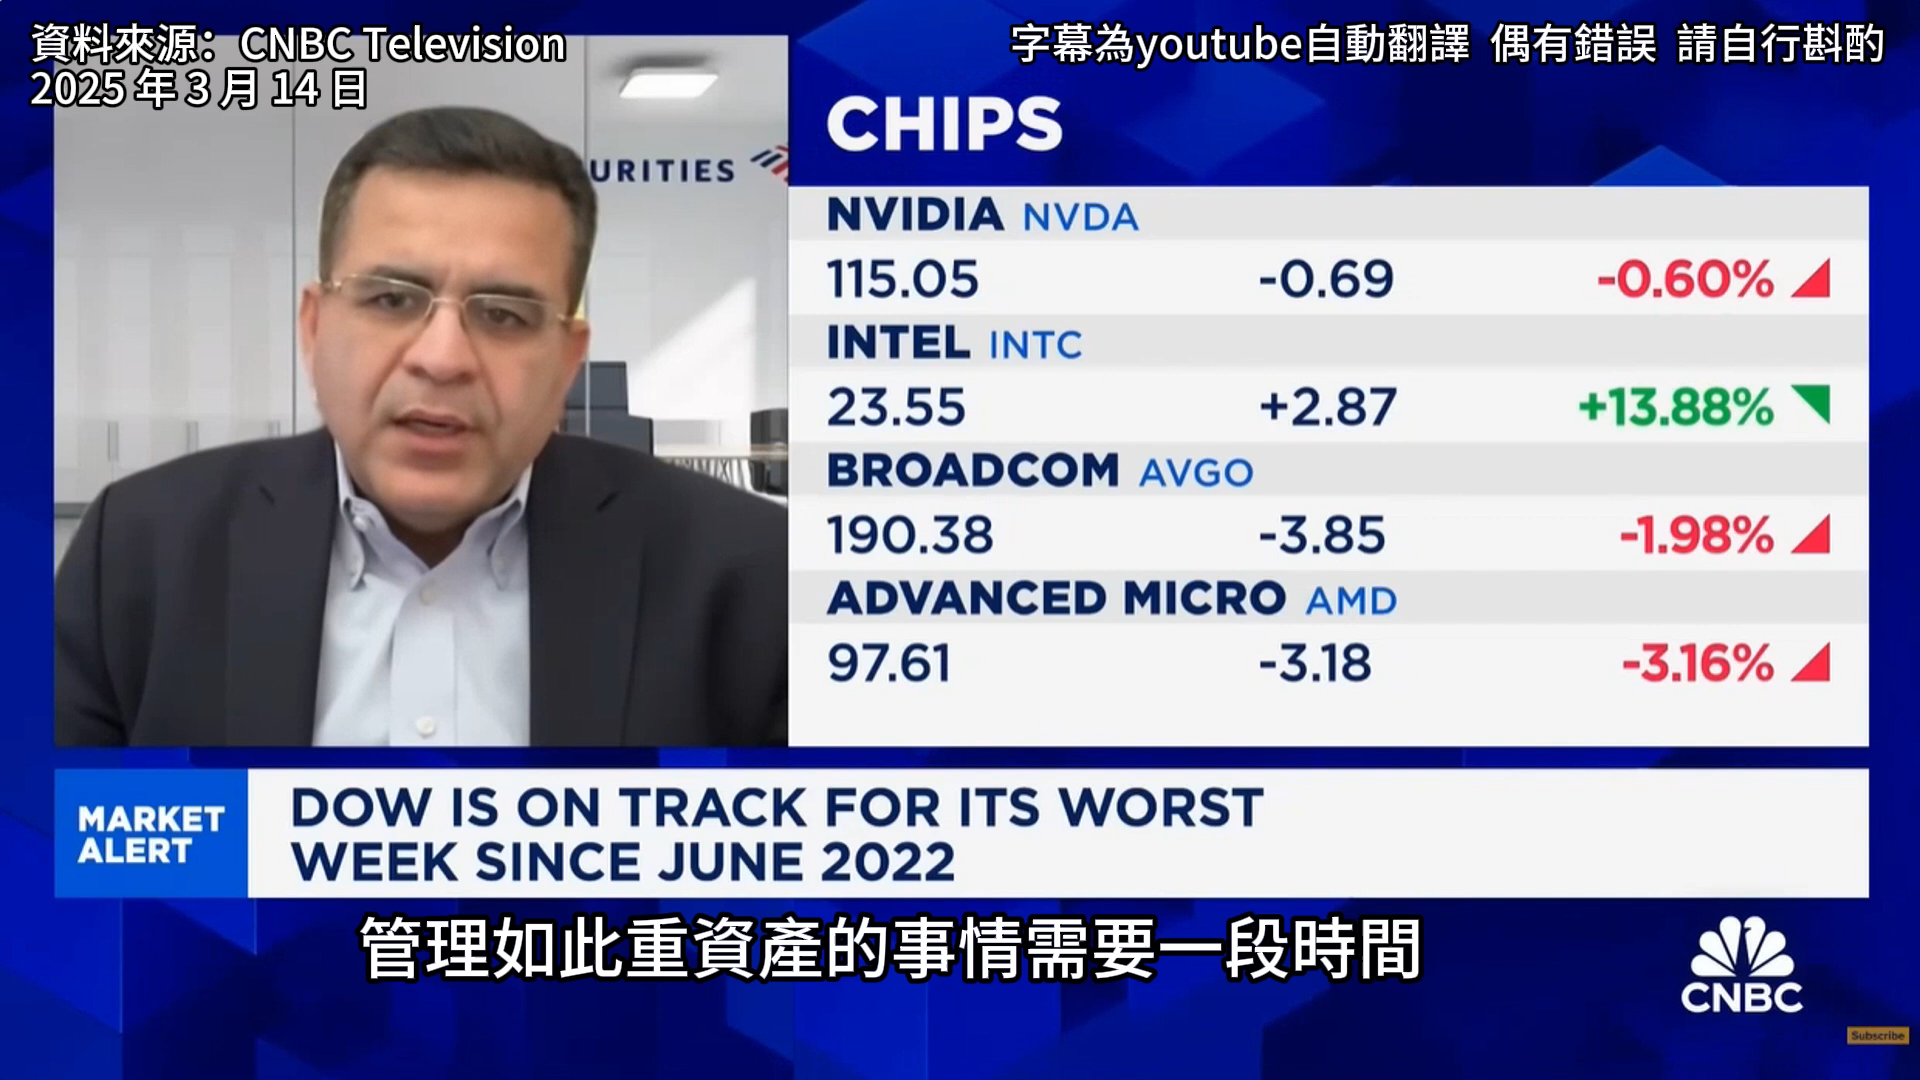 資料來源：CNBC Television
2025 年 3 月 14 日
字幕為youtube自動翻譯 偶有錯誤 請自行斟酌
URITIES
CHIPS
NVIDIA NVDA
115.05 -0.69 -0.60%
INTEL INTC
23.55 +2.87 +13.88%
BROADCOM AVGO
190.38 -3.85 -1.98%
ADVANCED MICRO AMD
97.61 -3.18 -3.16%
MARKET
ALERT
DOW IS ON TRACK FOR ITS WORST
WEEK SINCE JUNE 2022
管理如此重資產的事情需要一段時間
CNBC
Subscribe